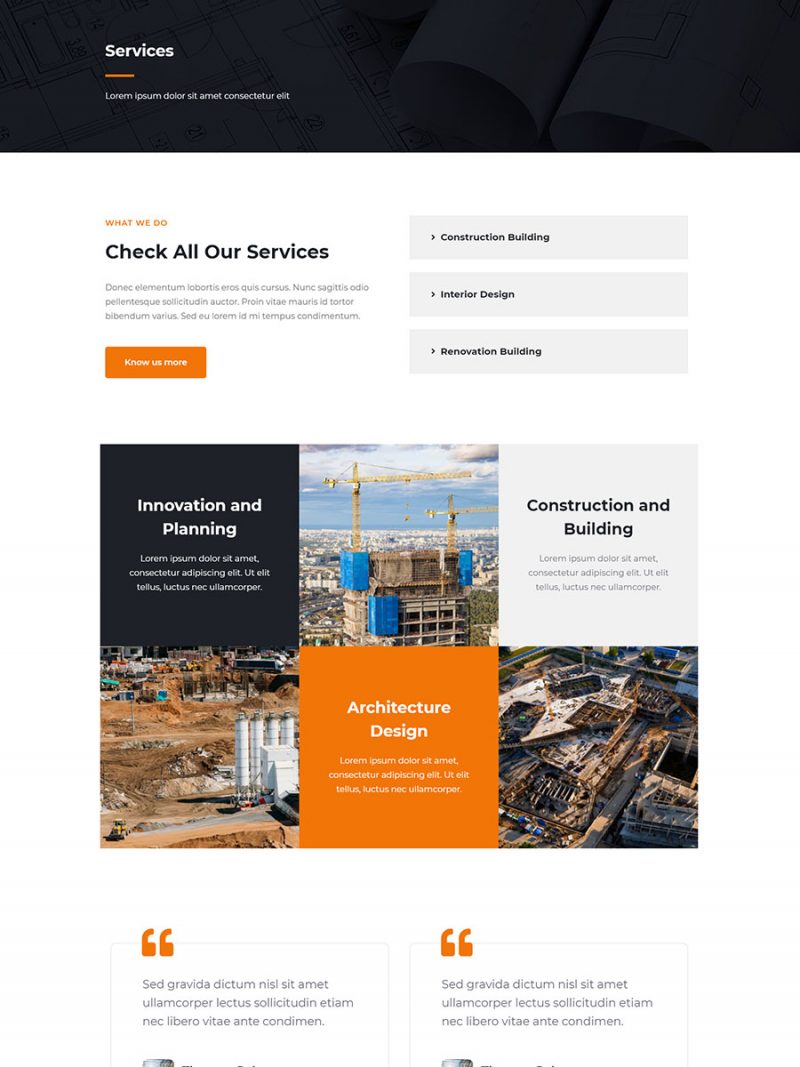 Services
Lorem ipsum dolor sit amet consectetur elit
WHAT WE DO
Check All Our Services
Donec elementum lobortis eros quis cursus. Nunc sagittis odio
pellentesque sollicitudin auctor. Proin vitae mauris id tortor
bibendum varius. Sed eu lorem id mi tempus condimentum.
Know us more
Construction Building
Interior Design
Renovation Building
Innovation and
Planning
Lorem ipsum dolor sit amet,
consectetur adipiscing elit. Ut elit
tellus, luctus nec ullamcorper.
Construction and
Building
Lorem ipsum dolor sit amet,
consectetur adipiscing elit. Ut elit
tellus, luctus nec ullamcorper.
Architecture
Design
Lorem ipsum dolor sit amet,
consectetur adipiscing elit. Ut elit
tellus, luctus nec ullamcorper.
Sed gravida dictum nisl sit amet
ullamcorper lectus sollicitudin etiam
nec libero vitae ante condimen.
Sed gravida dictum nisl sit amet
ullamcorper lectus sollicitudin etiam
nec libero vitae ante condimen.